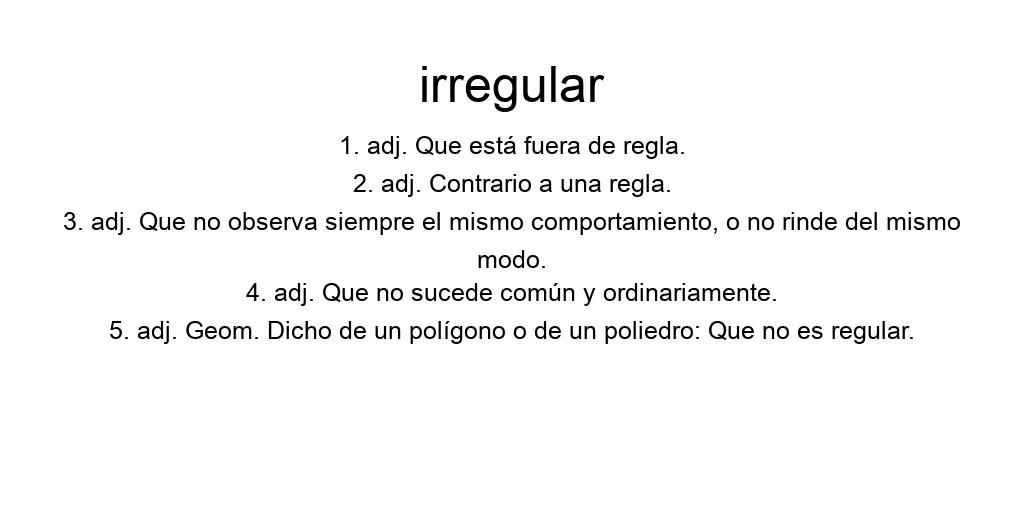 irregular
1. adj. Que está fuera de regla.
2. adj. Contrario a una regla.
3. adj. Que no observa siempre el mismo comportamiento, o no rinde del mismo
modo.
4. adj. Que no sucede común y ordinariamente.
5. adj. Geom. Dicho de un polígono o de un poliedro: Que no es regular.